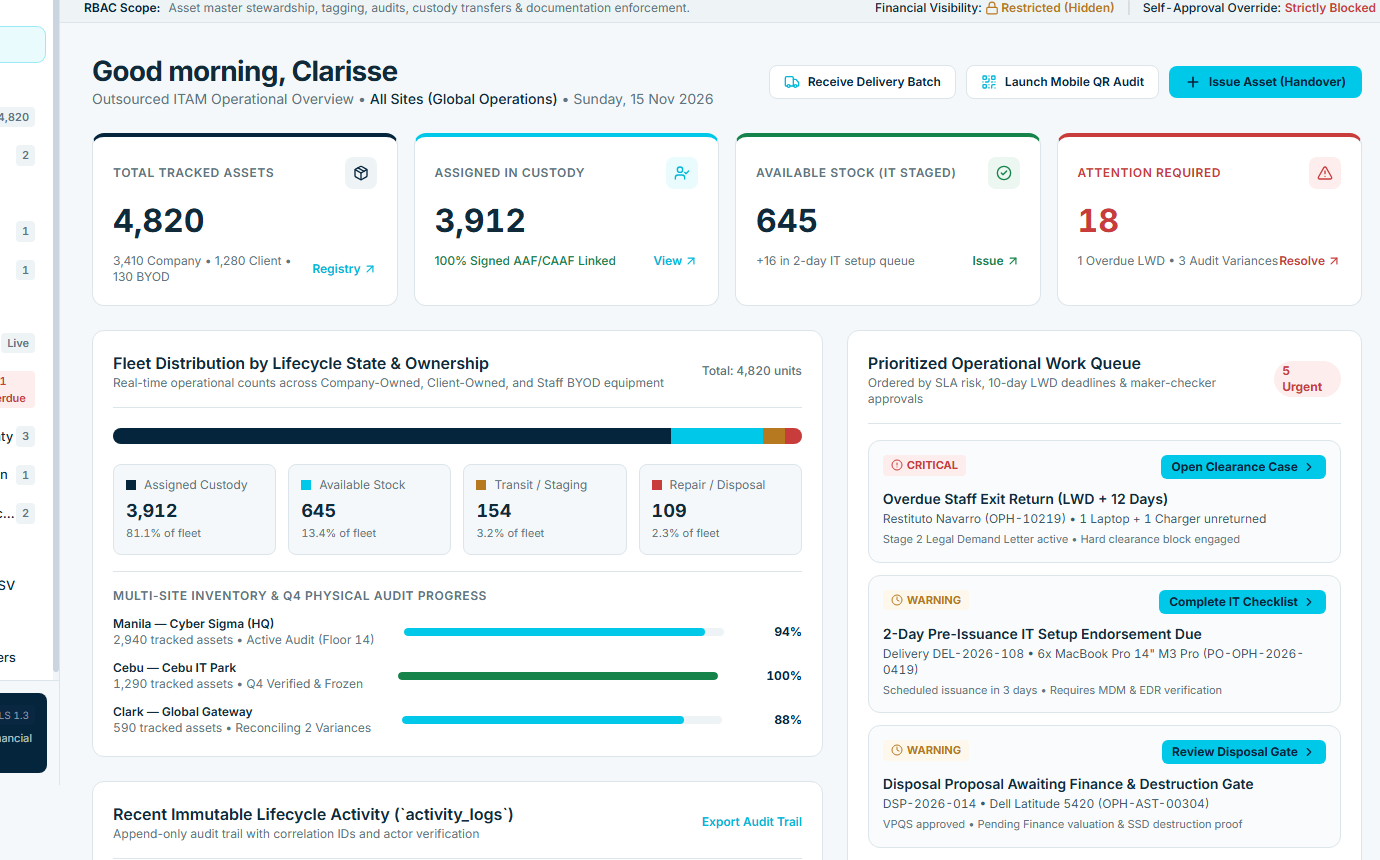 RBAC Scope: Asset master stewardship, tagging, audits, custody transfers & documentation enforcement.
Financial Visibility: Restricted (Hidden)
Self-Approval Override: Strictly Blocked
4,820
2
1
1
Live
1
erdue
ty 3
n 1
c... 2
SV
ers
LS 1.3
nancial
Good morning, Clarisse
Outsourced ITAM Operational Overview • All Sites (Global Operations) • Sunday, 15 Nov 2026
Receive Delivery Batch
Launch Mobile QR Audit
+ Issue Asset (Handover)
TOTAL TRACKED ASSETS
4,820
3,410 Company • 1,280 Client •
130 BYOD
Registry ↗
ASSIGNED IN CUSTODY
3,912
100% Signed AAF/CAAF Linked
View ↗
AVAILABLE STOCK (IT STAGED)
645
+16 in 2-day IT setup queue
Issue ↗
ATTENTION REQUIRED
18
1 Overdue LWD • 3 Audit Variances
Resolve ↗
Fleet Distribution by Lifecycle State & Ownership
Real-time operational counts across Company-Owned, Client-Owned, and Staff BYOD equipment
Total: 4,820 units
Assigned Custody
3,912
81.1% of fleet
Available Stock
645
13.4% of fleet
Transit / Staging
154
3.2% of fleet
Repair / Disposal
109
2.3% of fleet
MULTI-SITE INVENTORY & Q4 PHYSICAL AUDIT PROGRESS
Manila — Cyber Sigma (HQ)
2,940 tracked assets • Active Audit (Floor 14)
94%
Cebu — Cebu IT Park
1,290 tracked assets • Q4 Verified & Frozen
100%
Clark — Global Gateway
590 tracked assets • Reconciling 2 Variances
88%
Recent Immutable Lifecycle Activity (`activity_logs`)
Append-only audit trail with correlation IDs and actor verification
Export Audit Trail
Prioritized Operational Work Queue
Ordered by SLA risk, 10-day LWD deadlines & maker-checker
approvals
5
Urgent
CRITICAL
Open Clearance Case >
Overdue Staff Exit Return (LWD + 12 Days)
Restituto Navarro (OPH-10219) • 1 Laptop + 1 Charger unreturned
Stage 2 Legal Demand Letter active • Hard clearance block engaged
WARNING
Complete IT Checklist >
2-Day Pre-Issuance IT Setup Endorsement Due
Delivery DEL-2026-108 • 6x MacBook Pro 14" M3 Pro (PO-OPH-2026-
0419)
Scheduled issuance in 3 days • Requires MDM & EDR verification
WARNING
Review Disposal Gate >
Disposal Proposal Awaiting Finance & Destruction Gate
DSP-2026-014 • Dell Latitude 5420 (OPH-AST-00304)
VPQS approved • Pending Finance valuation & SSD destruction proof